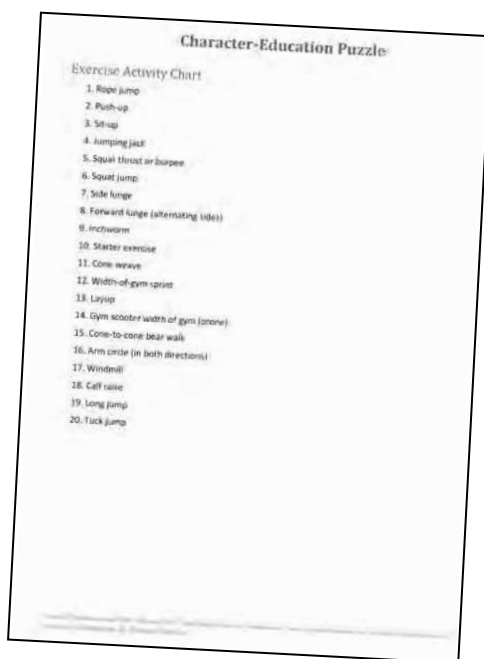 Character-Education Puzzle
Exercise Activity Chart
1. Rope jump
2. Push-up
3. Sit-up
4. Jumping jack
5. Squat thrust or burpee
6. Squat jump
7. Side lunge
8. Forward lunge (alternating sides)
9. Inchworm
10. Starter exercise
11. Cone weave
12. Width-of-gym sprint
13. Layup
14. Gym scooter width of gym (prone)
15. Cone-to-cone bear walk
16. Arm circle (in both directions)
17. Windmill
18. Calf raise
19. Long jump
20. Tuck jump